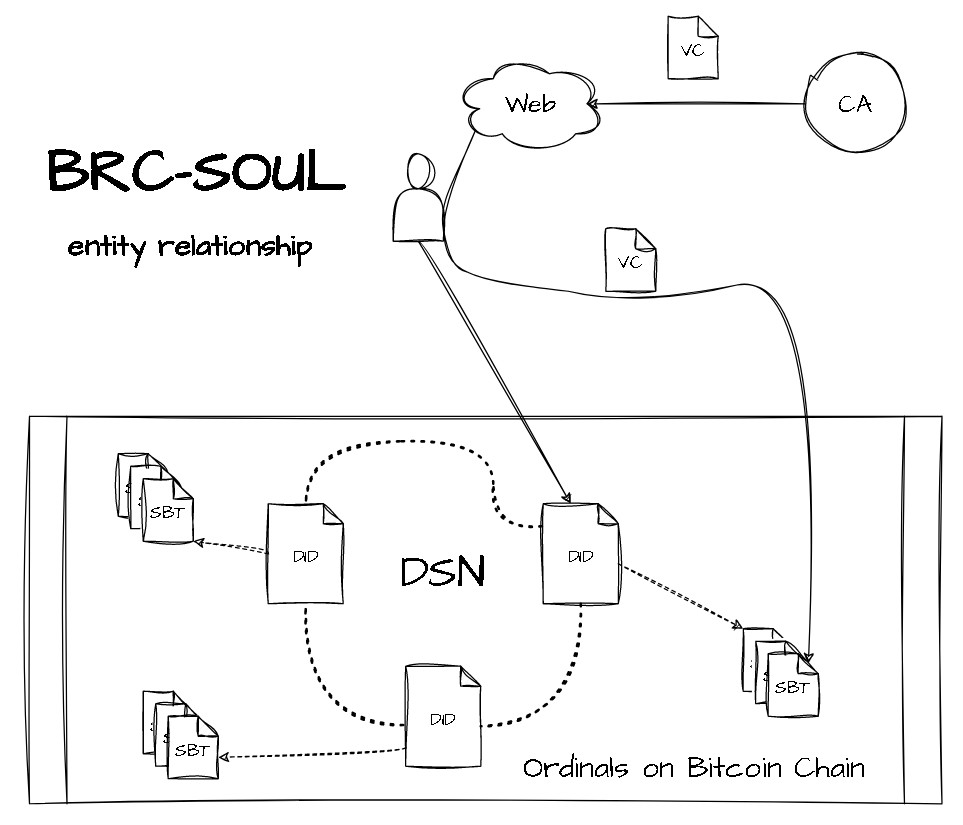 VC
Web
CA
BRC-SOUL
entity relationship
VC
SBT
DID
DSN
DID
SBT
DID
SBT
Ordinals on Bitcoin Chain